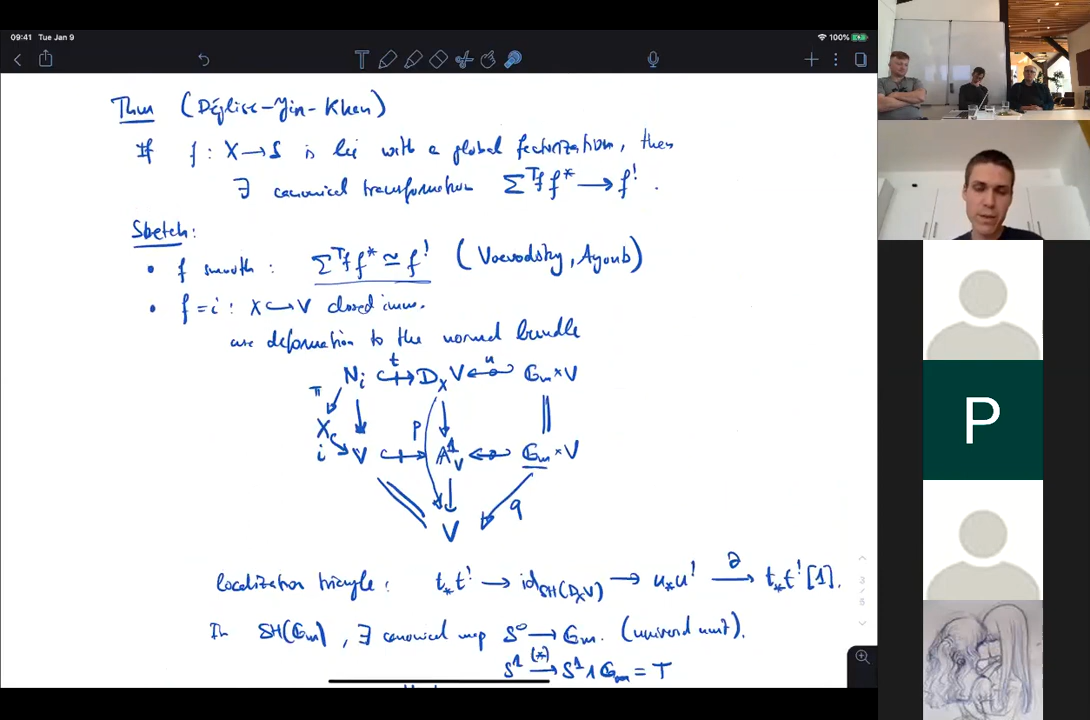 09:41 Tue Jan 9
100%
Thm (Déglise-Jin-Khan)
If f : X → S is lci with a global factorization, then
∃ canonical transformation Σ^{T_f} f* → f^! .
Sketch:
• f smooth : Σ^{T_f} f* ≃ f^! (Voevodsky, Ayoub)
• f = i : X ↪ V closed imm.
use deformation to the normal bundle
t u
N_i ↪ D_X V ↩ G_m × V
π
X p
i V ↪ A^1_V ↩ G_m × V
q
V
localization triangle : t_* t^! → id_{SH(D_X V)} → u_* u^! →^∂ t_* t^! [1].
In SH(G_m), ∃ canonical map S^0 → G_m. (universal unit).
S^1 →^{(*)} S^1 ∧ G_m = T
P